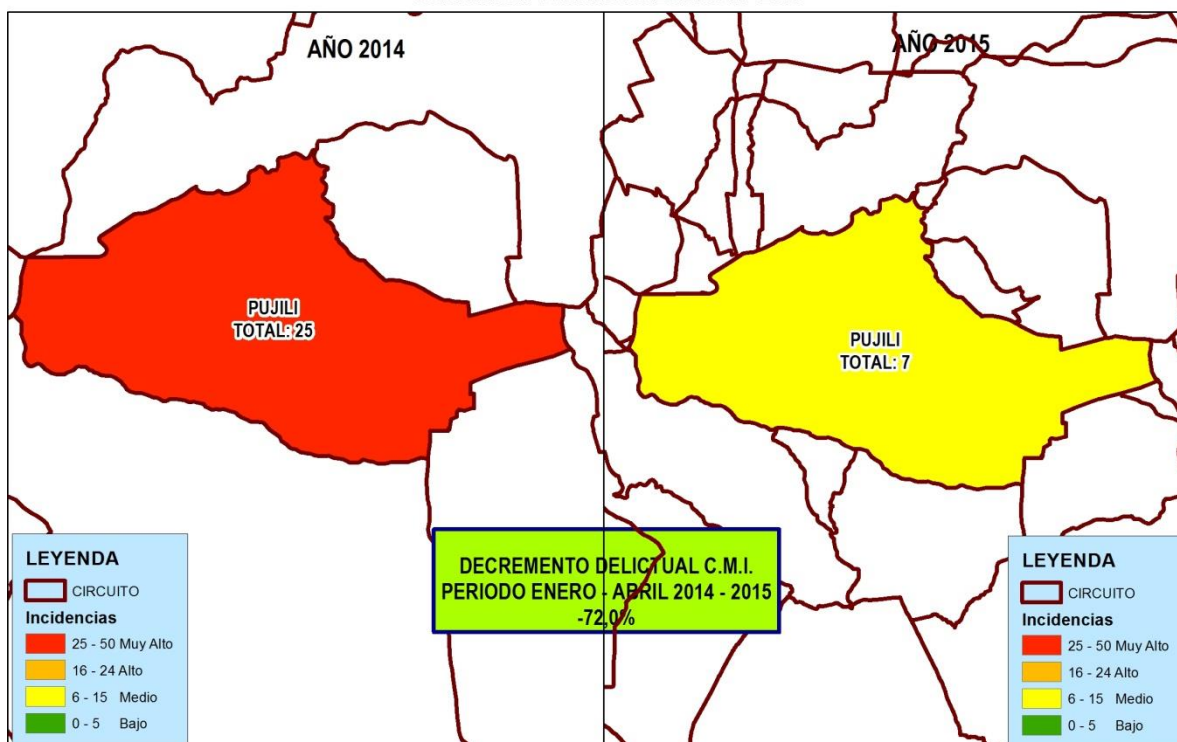 AÑO 2014
PUJILI
TOTAL: 25
LEYENDA
CIRCUITO
Incidencias
25 - 50 Muy Alto
16 - 24 Alto
6 - 15 Medio
0 - 5 Bajo
AÑO 2015
PUJILI
TOTAL: 7
DECREMENTO DELICTUAL C.M.I.
PERIODO ENERO - ABRIL 2014 - 2015
-72,0%
LEYENDA
CIRCUITO
Incidencias
25 - 50 Muy Alto
16 - 24 Alto
6 - 15 Medio
0 - 5 Bajo